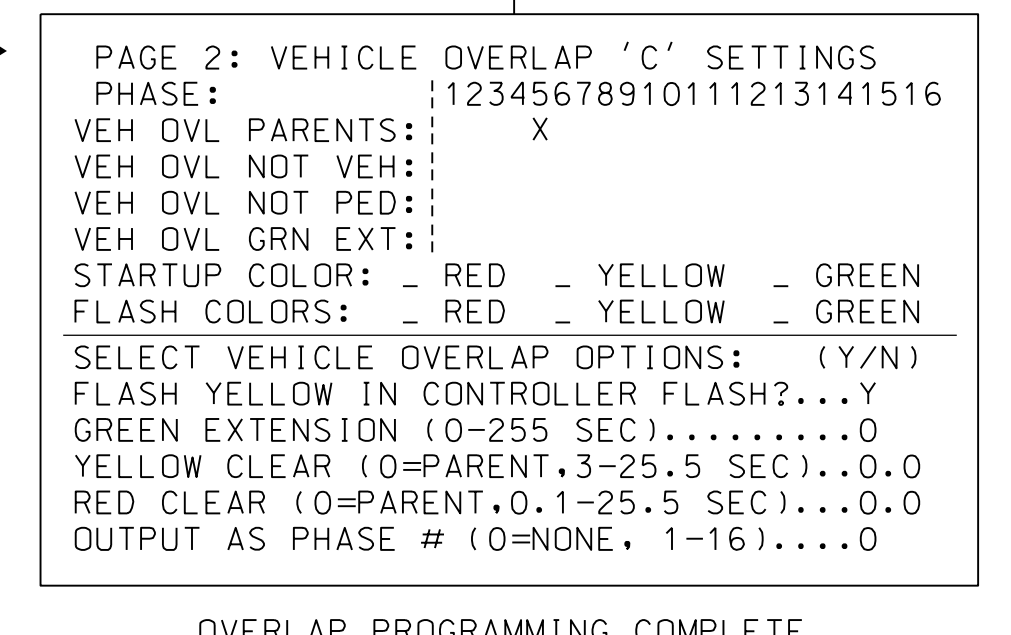 PAGE 2: VEHICLE OVERLAP 'C' SETTINGS
PHASE: 12345678910111213141516
VEH OVL PARENTS: X
VEH OVL NOT VEH:
VEH OVL NOT PED:
VEH OVL GRN EXT:
STARTUP COLOR: _ RED _ YELLOW _ GREEN
FLASH COLORS: _ RED _ YELLOW _ GREEN
SELECT VEHICLE OVERLAP OPTIONS: (Y/N)
FLASH YELLOW IN CONTROLLER FLASH?...Y
GREEN EXTENSION (0-255 SEC).........0
YELLOW CLEAR (0=PARENT,3-25.5 SEC)..0.0
RED CLEAR (0=PARENT,0.1-25.5 SEC)...0.0
OUTPUT AS PHASE # (0=NONE, 1-16)....0
OVERLAP PROGRAMMING COMPLETE